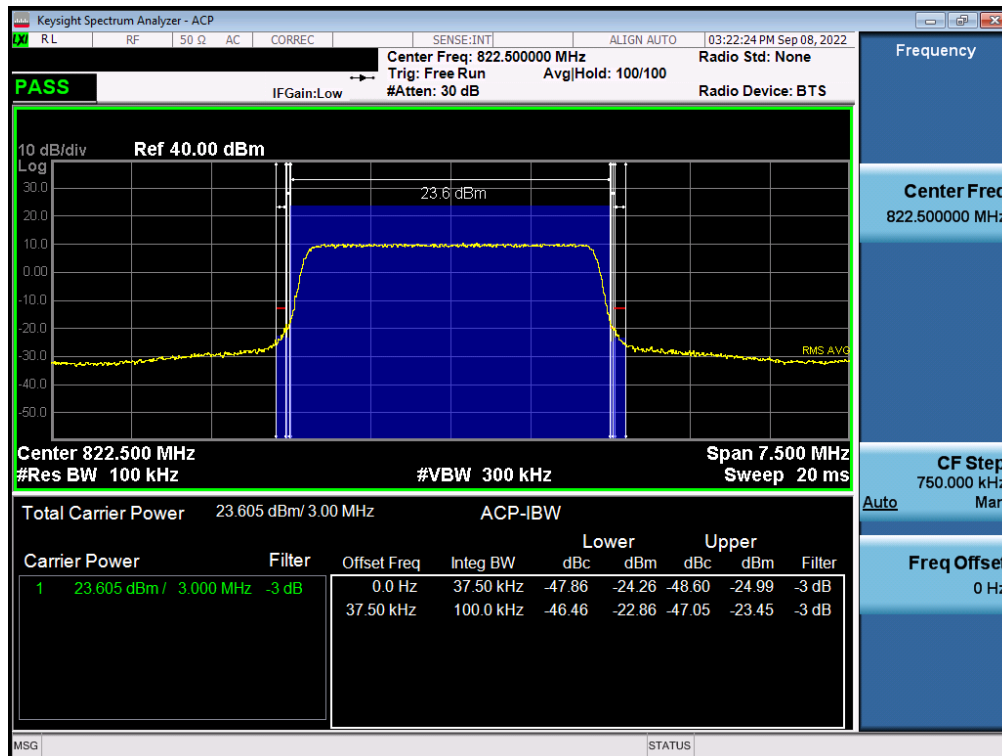 Keysight Spectrum Analyzer - ACP
LXI RL RF 50 Ω AC CORREC SENSE:INT ALIGN AUTO 03:22:24 PM Sep 08, 2022
Center Freq: 822.500000 MHz Radio Std: None
Trig: Free Run Avg|Hold: 100/100
PASS IFGain:Low #Atten: 30 dB Radio Device: BTS
10 dB/div Ref 40.00 dBm
Log
30.0
23.6 dBm
20.0
10.0
0.00
-10.0
-20.0
-30.0 RMS AVG
-40.0
-50.0
Center 822.500 MHz Span 7.500 MHz
#Res BW 100 kHz #VBW 300 kHz Sweep 20 ms
Total Carrier Power 23.605 dBm/ 3.00 MHz ACP-IBW
Lower Upper
Carrier Power Filter Offset Freq Integ BW dBc dBm dBc dBm Filter
1 23.605 dBm / 3.000 MHz -3 dB 0.0 Hz 37.50 kHz -47.86 -24.26 -48.60 -24.99 -3 dB
37.50 kHz 100.0 kHz -46.46 -22.86 -47.05 -23.45 -3 dB
MSG STATUS
Frequency
Center Freq
822.500000 MHz
CF Step
750.000 kHz
Auto Man
Freq Offset
0 Hz